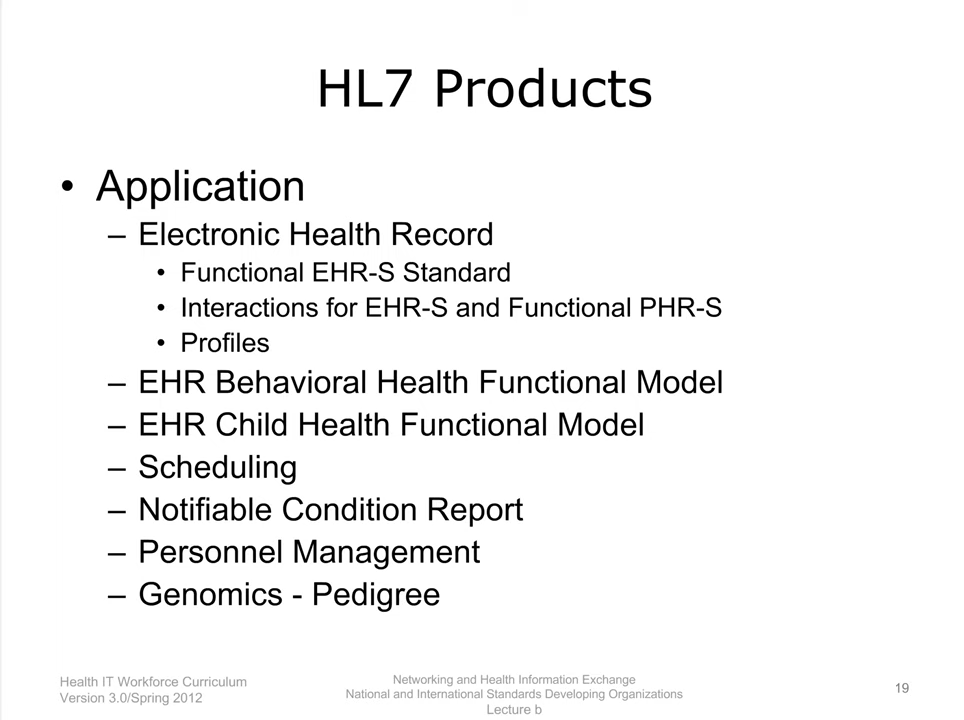 HL7 Products
• Application
– Electronic Health Record
• Functional EHR-S Standard
• Interactions for EHR-S and Functional PHR-S
• Profiles
– EHR Behavioral Health Functional Model
– EHR Child Health Functional Model
– Scheduling
– Notifiable Condition Report
– Personnel Management
– Genomics - Pedigree
Health IT Workforce Curriculum
Version 3.0/Spring 2012
Networking and Health Information Exchange
National and International Standards Developing Organizations
Lecture b
19